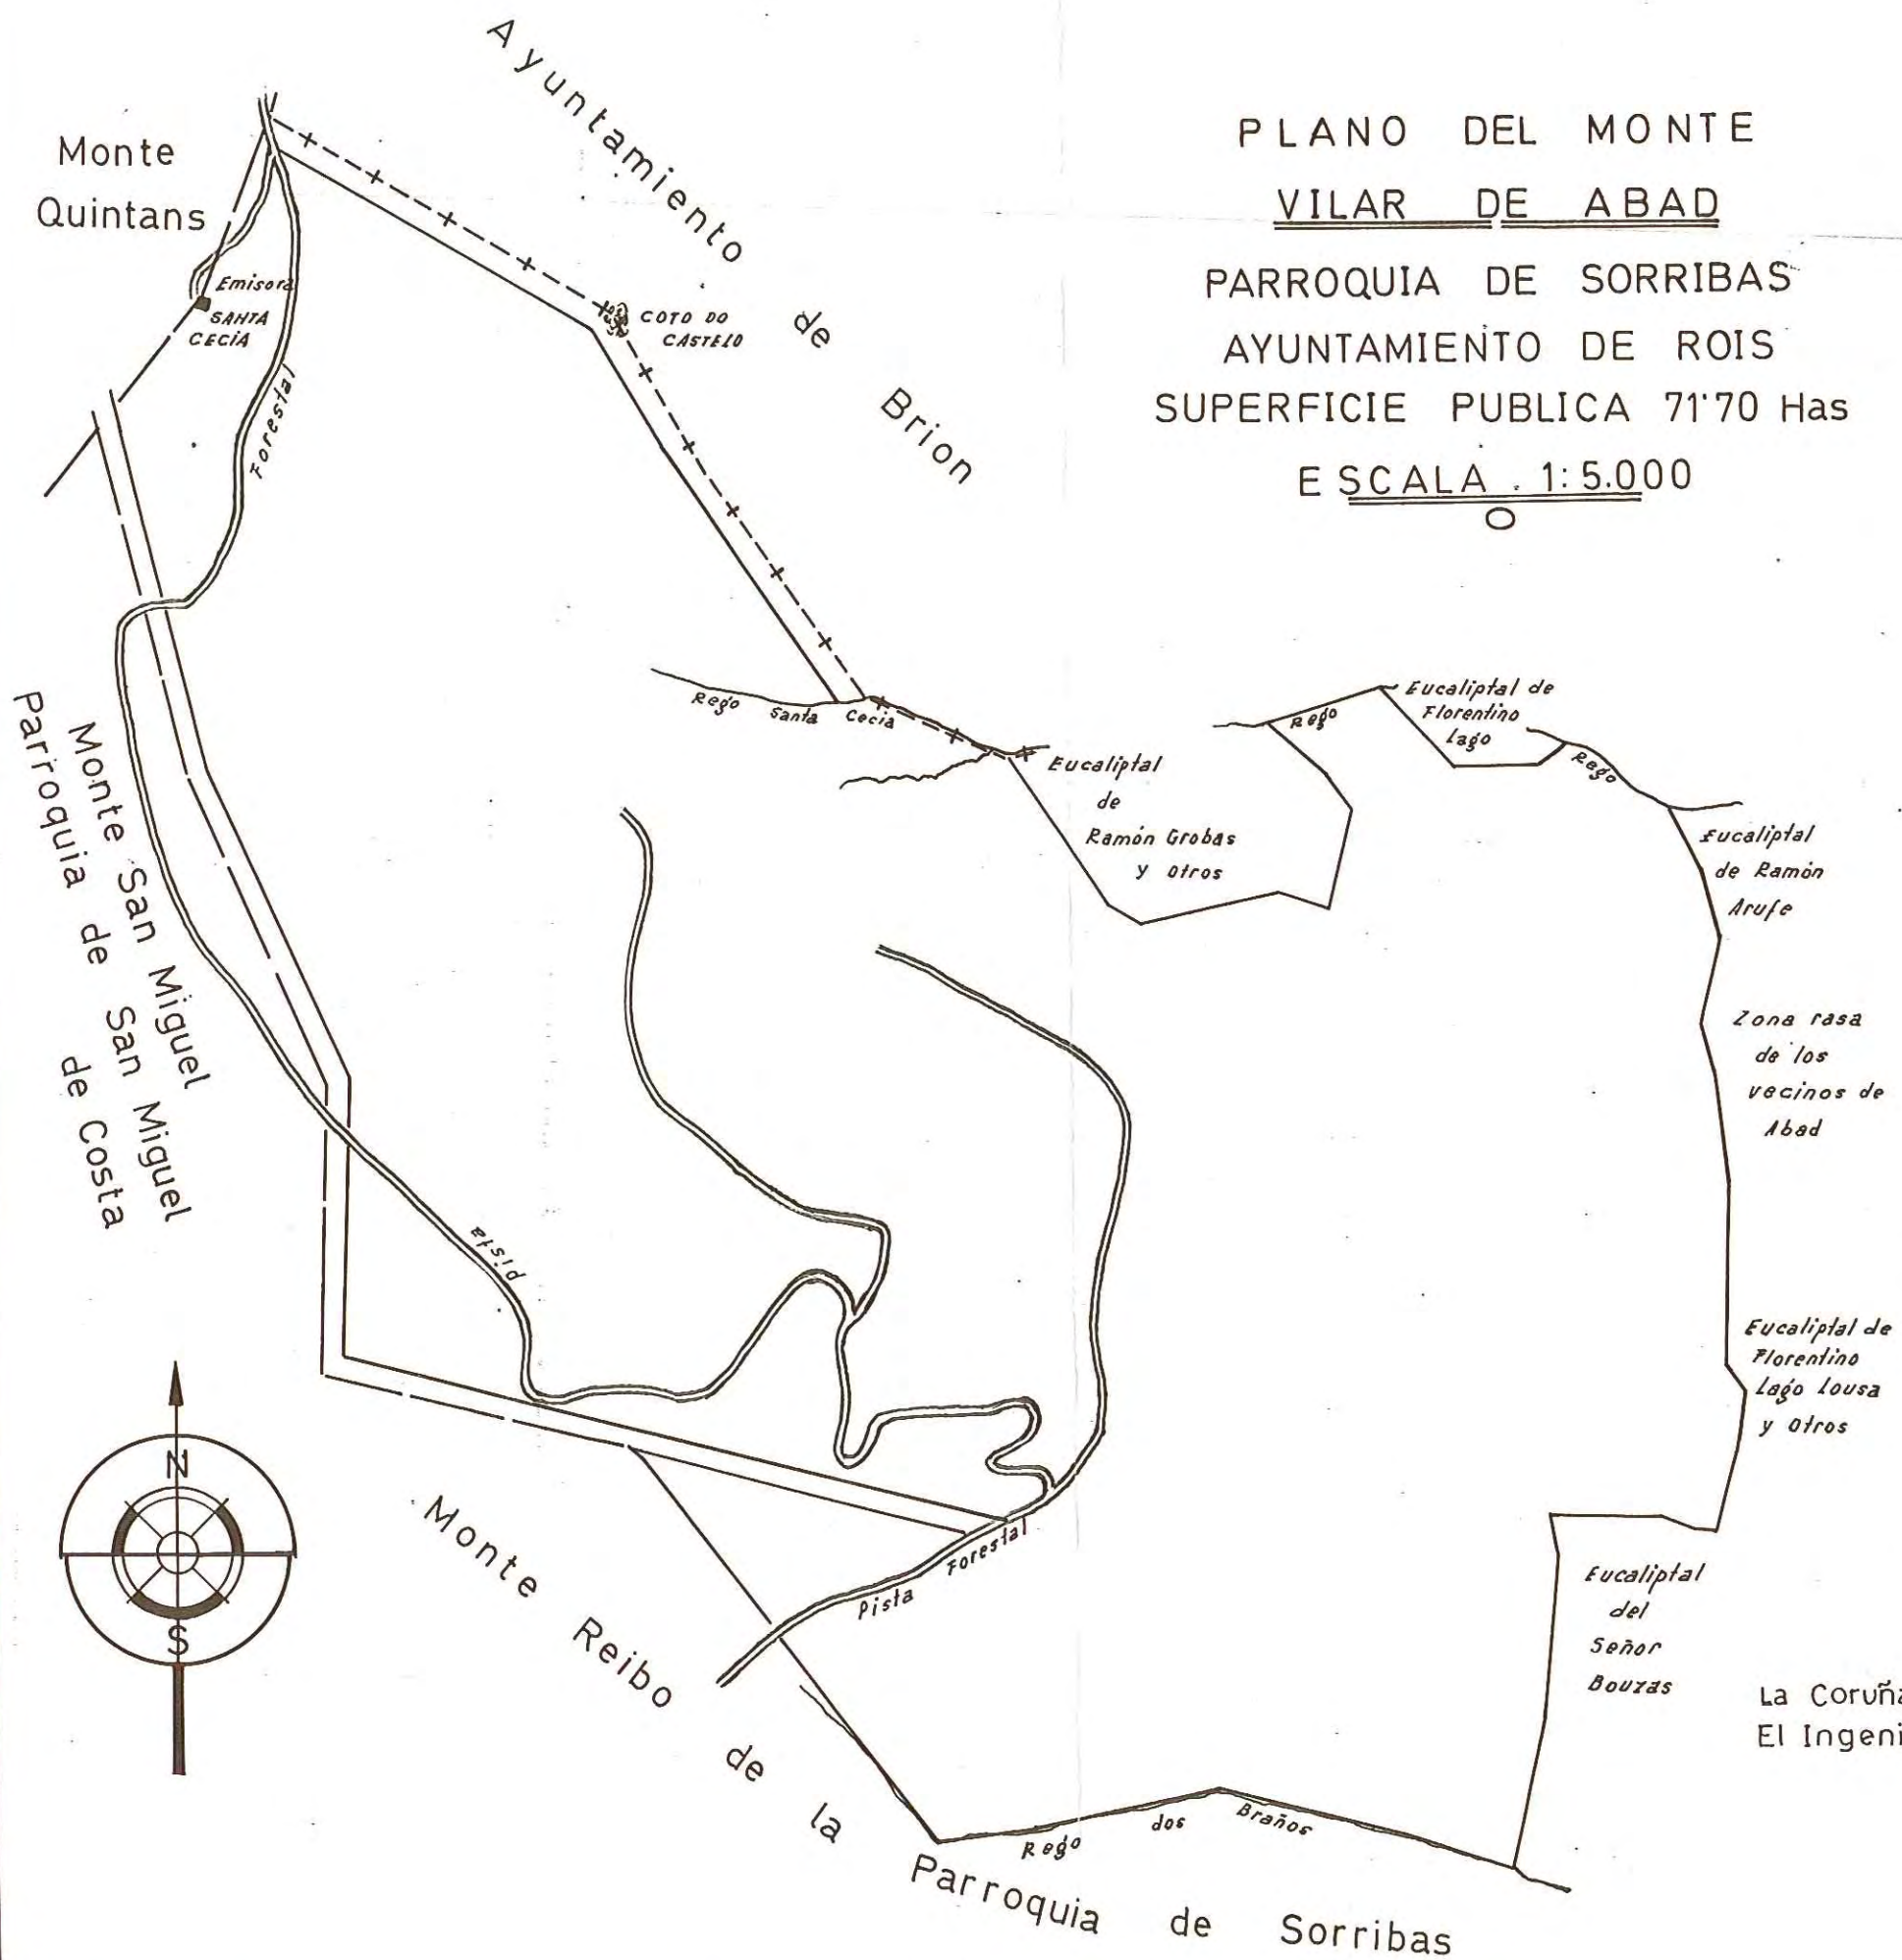 PLANO DEL MONTE
VILAR DE ABAD
PARROQUIA DE SORRIBAS
AYUNTAMIENTO DE ROIS
SUPERFICIE PUBLICA 71'70 Has
ESCALA . 1: 5.000
Ayuntamiento de Brion
Monte
Quintans
Emisora
SANTA
CECIA
Forestal
COTO DO
CASTELO
Rego Santa Cecia
Eucaliptal
de
Ramón Grobas
y otros
Rego
Eucaliptal de
Florentino
Lago
Rego
Eucaliptal
de Ramón
Arufe
Zona rasa
de los
vecinos de
Abad
Eucaliptal de
Florentino
Lago Lousa
y otros
Eucaliptal
del
Señor
Bouzas
Monte San Miguel
Parroquia de San Miguel
de Costa
pista
N
S
Pista Forestal
Monte Reibo de la Parroquia de Sorribas
Rego dos Braños
La Coruña
El Ingeni